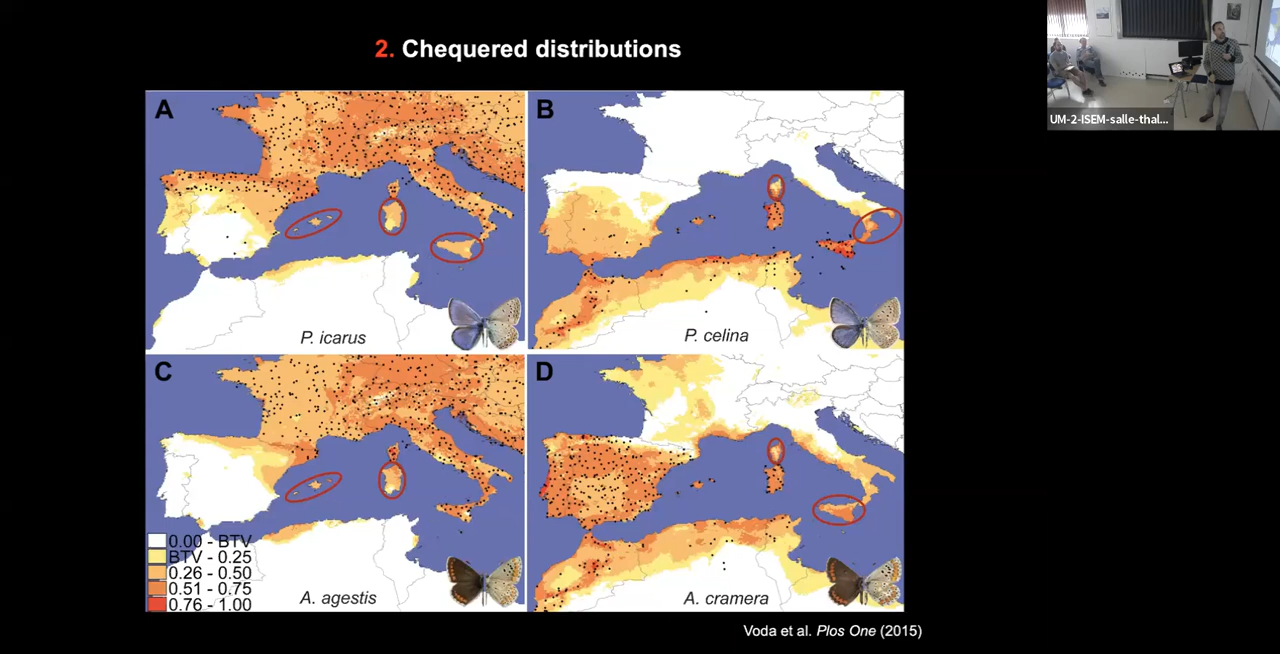 2. Chequered distributions
UM-2-ISEM-salle-thal...
A
B
P. icarus
P. celina
C
D
0.00 - BTV
BTV - 0.25
0.26 - 0.50
0.51 - 0.75
0.76 - 1.00
A. agestis
A. cramera
Voda et al. Plos One (2015)